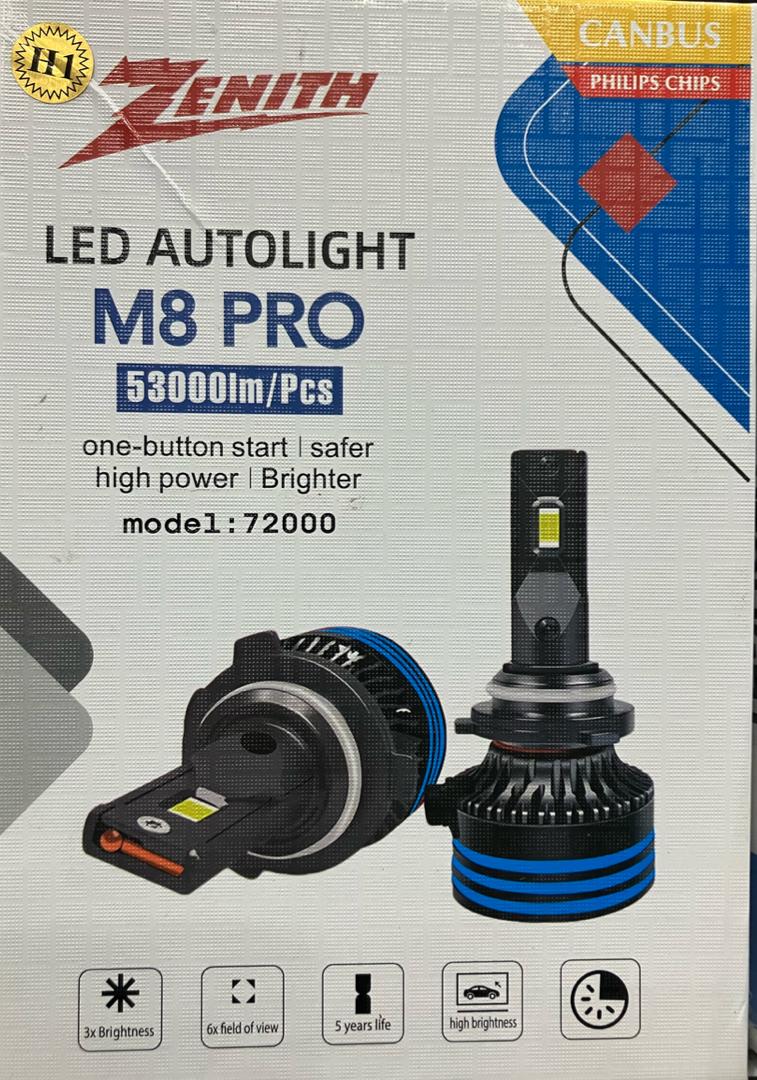 H1
ZENITH
CANBUS
PHILIPS CHIPS
LED AUTOLIGHT
M8 PRO
53000lm/Pcs
one-button start | safer
high power | Brighter
model:72000
3x Brightness
6x field of view
5 years life
high brightness